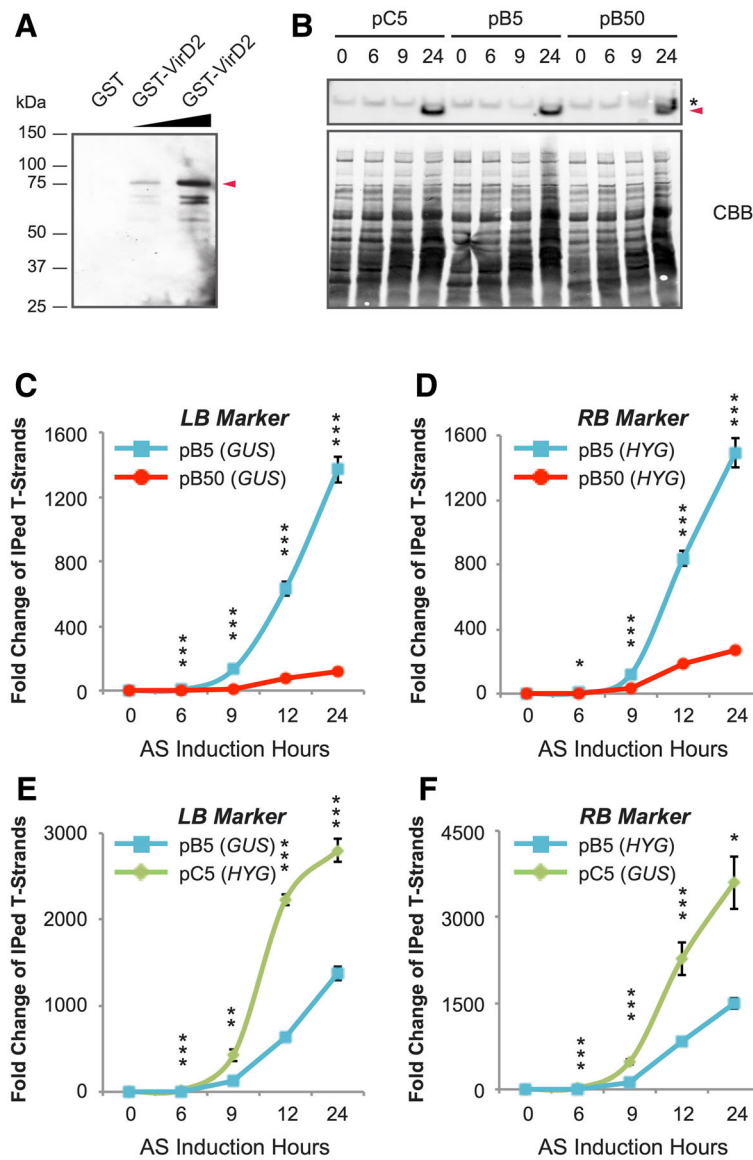 A
GST
GST-VirD2
GST-VirD2
kDa
150
100
75
50
37
25
B
pC5 pB5 pB50
0 6 9 24 0 6 9 24 0 6 9 24
*
CBB
C
LB Marker
pB5 (GUS)
pB50 (GUS)
Fold Change of IPed T-Strands
1600
1200
800
400
0
***
***
***
***
0 6 9 12 24
AS Induction Hours
D
RB Marker
pB5 (HYG)
pB50 (HYG)
Fold Change of IPed T-Strands
1600
1200
800
400
0
*
***
***
***
0 6 9 12 24
AS Induction Hours
E
LB Marker
pB5 (GUS)
pC5 (HYG)
Fold Change of IPed T-Strands
3000
2000
1000
0
***
**
***
***
0 6 9 12 24
AS Induction Hours
F
RB Marker
pB5 (HYG)
pC5 (GUS)
Fold Change of IPed T-Strands
4500
3000
1500
0
***
***
***
*
0 6 9 12 24
AS Induction Hours